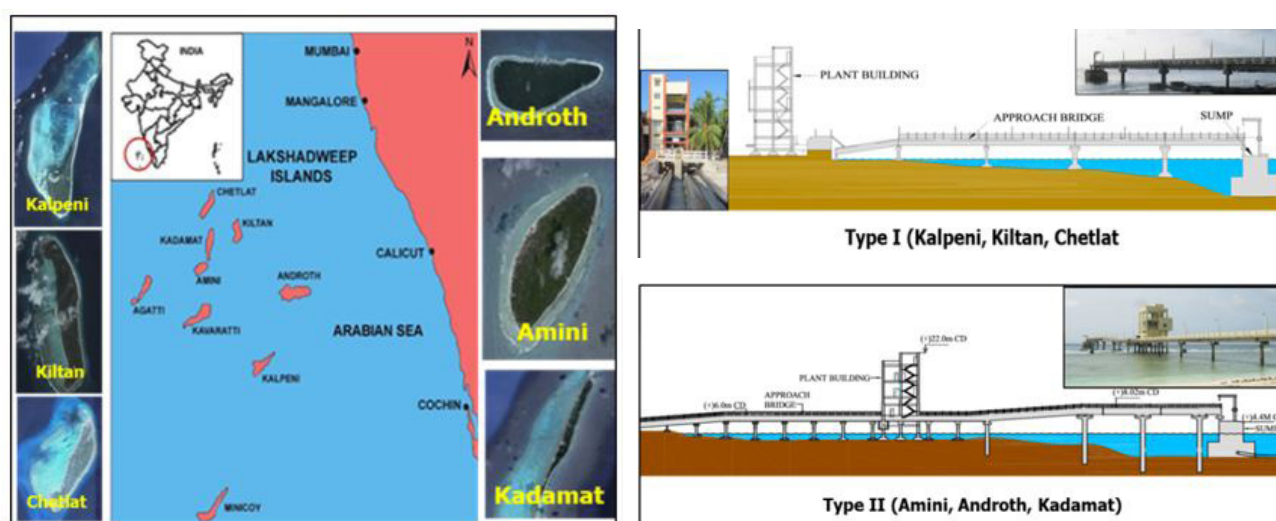 Kalpeni
Kiltan
Chetlat
INDIA
N
MUMBAI
MANGALORE
LAKSHADWEEP
ISLANDS
CHETLAT
KILTAN
KADAMAT
CALICUT
AMINI
ANDROTH
AGATTI
KAVARATTI
ARABIAN SEA
KALPENI
COCHIN
MINICOY
Androth
Amini
Kadamat
PLANT BUILDING
APPROACH BRIDGE
SUMP
Type I (Kalpeni, Kiltan, Chetlat
(+)22.0m CD
PLANT BUILDING
(+)6.0m CD
APPROACH
BRIDGE
(+)8.02m CD
(+)4.4M C
SUMP
Type II (Amini, Androth, Kadamat)